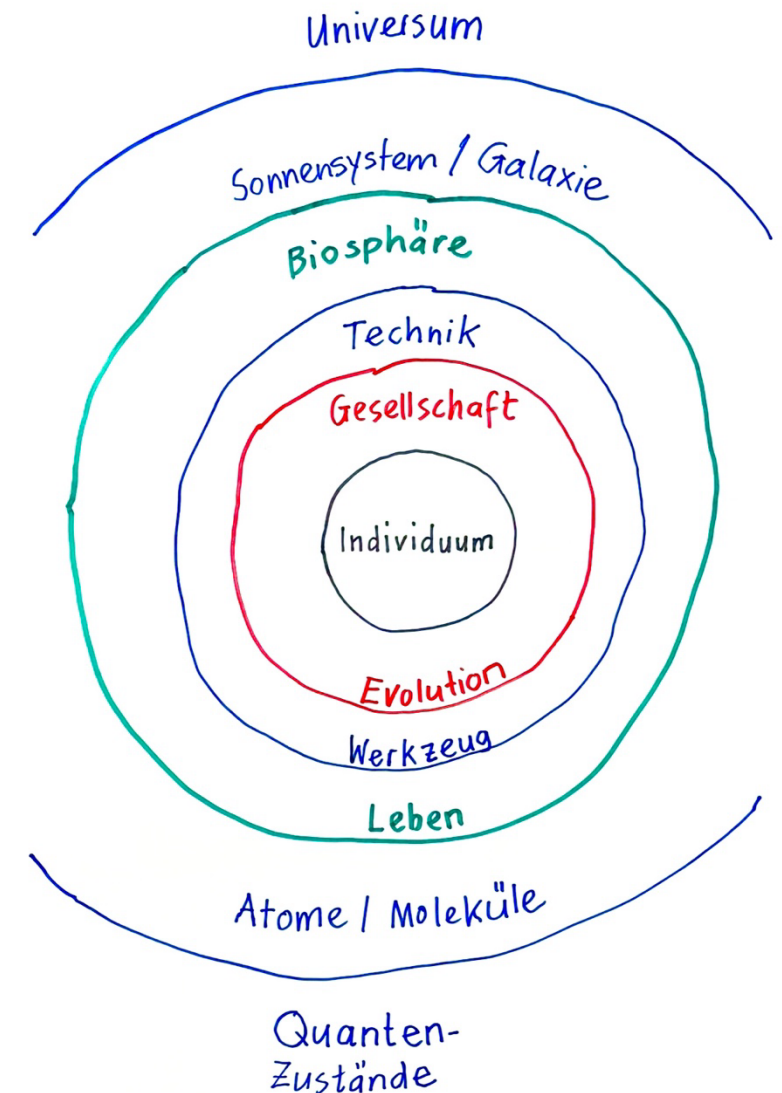 Universum
Sonnensystem / Galaxie
Biosphäre
Technik
Gesellschaft
Individuum
Evolution
Werkzeug
Leben
Atome / Moleküle
Quanten-
Zustände